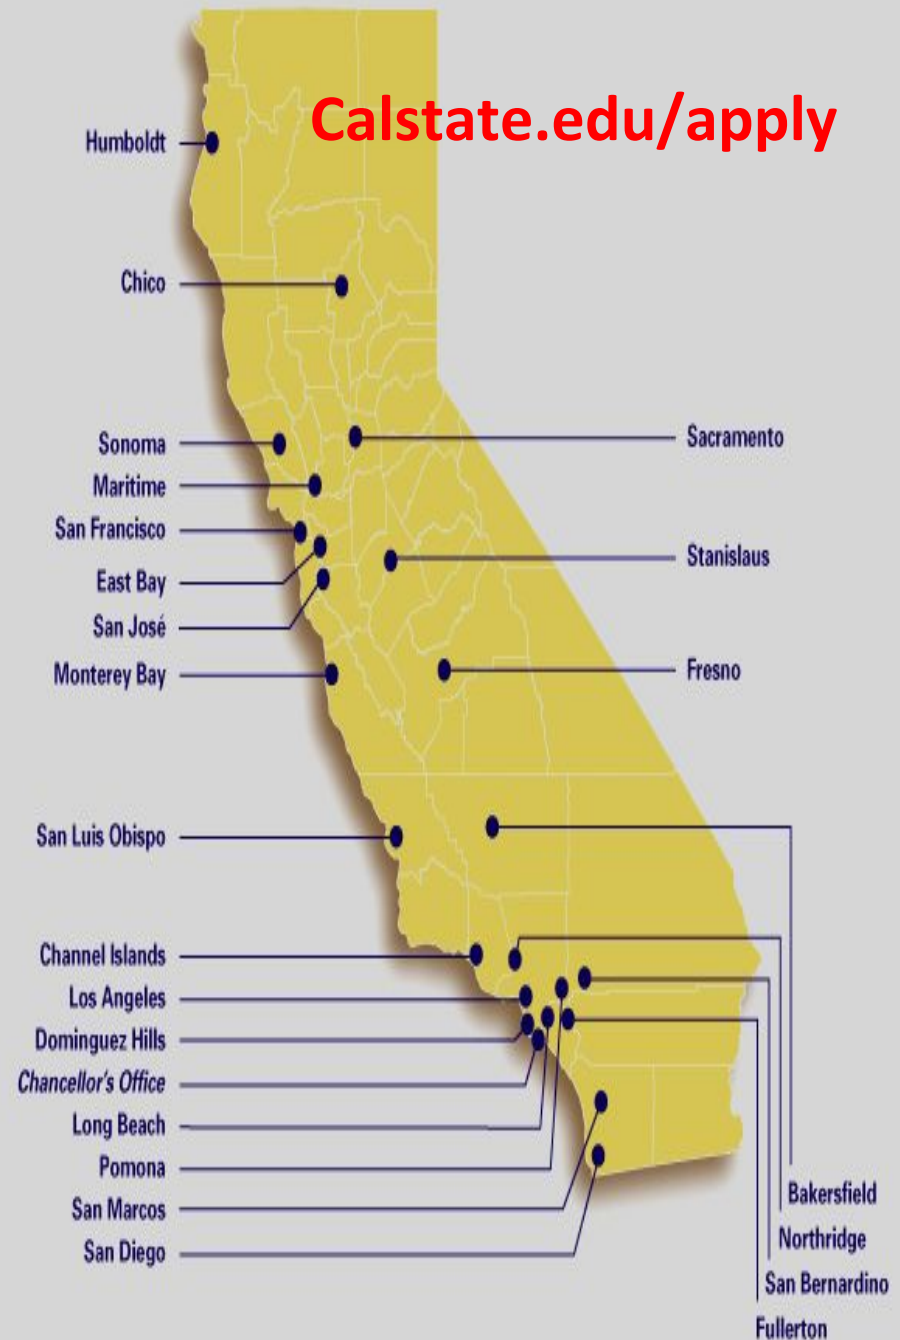 Calstate.edu/apply
Humboldt
Chico
Sonoma
Sacramento
Maritime
San Francisco
East Bay
Stanislaus
San José
Monterey Bay
Fresno
San Luis Obispo
Channel Islands
Los Angeles
Dominguez Hills
Chancellor's Office
Long Beach
Pomona
San Marcos
San Diego
Bakersfield
Northridge
San Bernardino
Fullerton